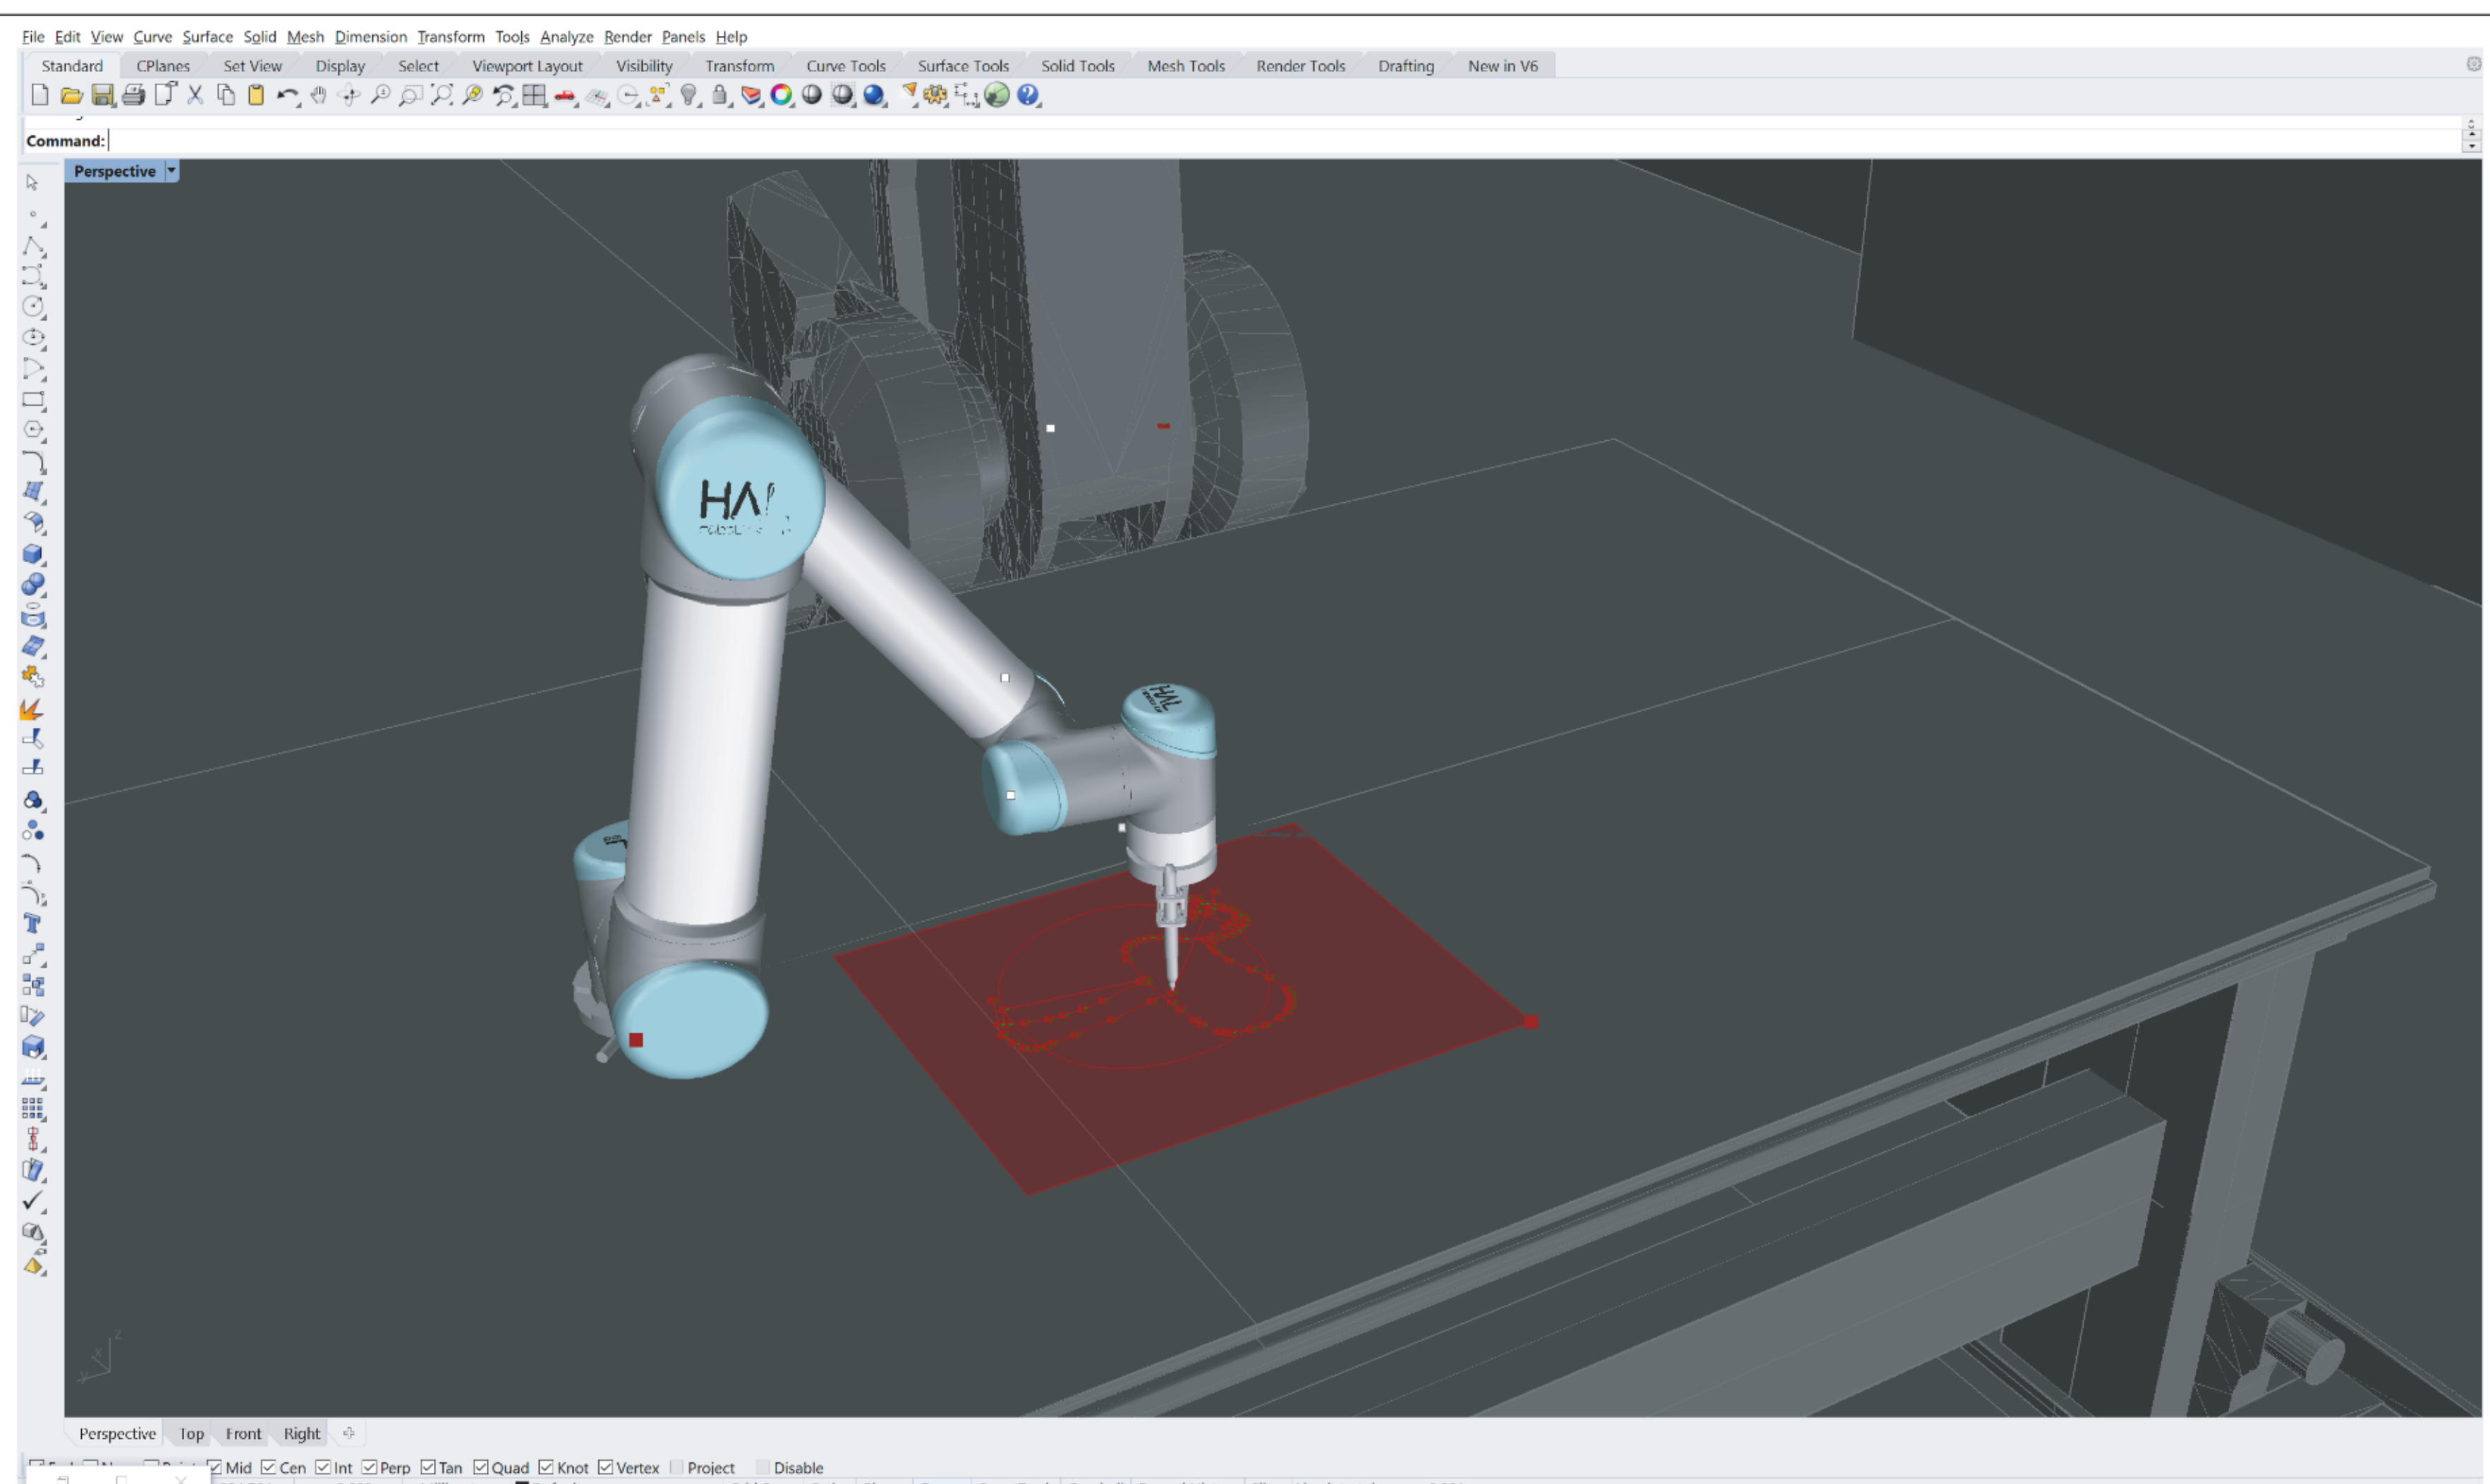 File Edit View Curve Surface Solid Mesh Dimension Transform Tools Analyze Render Panels Help
Standard CPlanes Set View Display Select Viewport Layout Visibility Transform Curve Tools Surface Tools Solid Tools Mesh Tools Render Tools Drafting New in V6
Command:
Perspective
HAL
HAL
z
x
y
Perspective Top Front Right
Mid Cen Int Perp Tan Quad Knot Vertex Project Disable